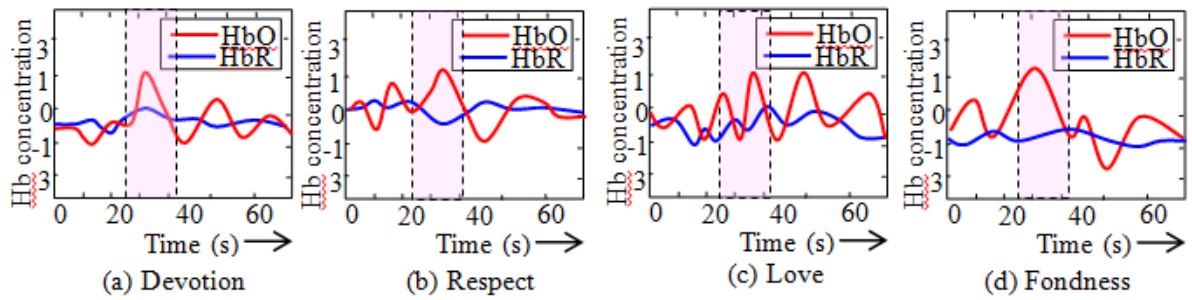 Hb concentration
3
1
0
-1
3
HbO
HbR
0 20 40 60
Time (s)
(a) Devotion
Hb concentration
3
1
0
-1
3
HbO
HbR
0 20 40 60
Time (s)
(b) Respect
Hb concentration
3
1
0
-1
3
HbO
HbR
0 20 40 60
Time (s)
(c) Love
Hb concentration
3
1
0
-1
3
HbO
HbR
0 20 40 60
Time (s)
(d) Fondness